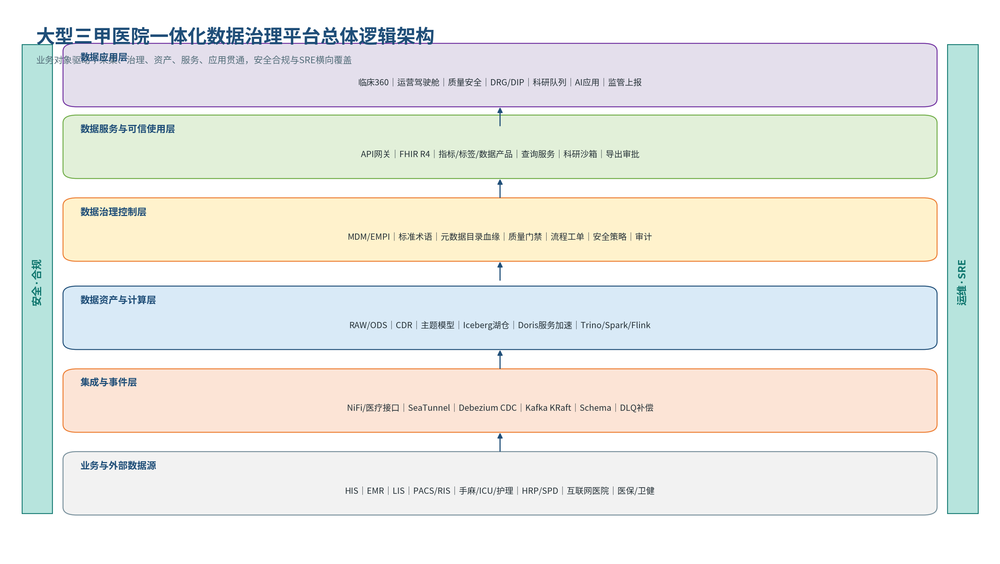 大型三甲医院一体化数据治理平台总体逻辑架构
业务对象驱动，采集、治理、资产、服务、应用贯通，安全合规与SRE横向覆盖
数据应用层
临床360｜运营驾驶舱｜质量安全｜DRG/DIP｜科研队列｜AI应用｜监管上报
数据服务与可信使用层
API网关｜FHIR R4｜指标/标签/数据产品｜查询服务｜科研沙箱｜导出审批
数据治理控制层
MDM/EMPI｜标准术语｜元数据目录血缘｜质量门禁｜流程工单｜安全策略｜审计
数据资产与计算层
RAW/ODS｜CDR｜主题模型｜Iceberg湖仓｜Doris服务加速｜Trino/Spark/Flink
集成与事件层
NiFi/医疗接口｜SeaTunnel｜Debezium CDC｜Kafka KRaft｜Schema｜DLQ补偿
业务与外部数据源
HIS｜EMR｜LIS｜PACS/RIS｜手麻/ICU/护理｜HRP/SPD｜互联网医院｜医保/卫健
安全·合规
运维·SRE